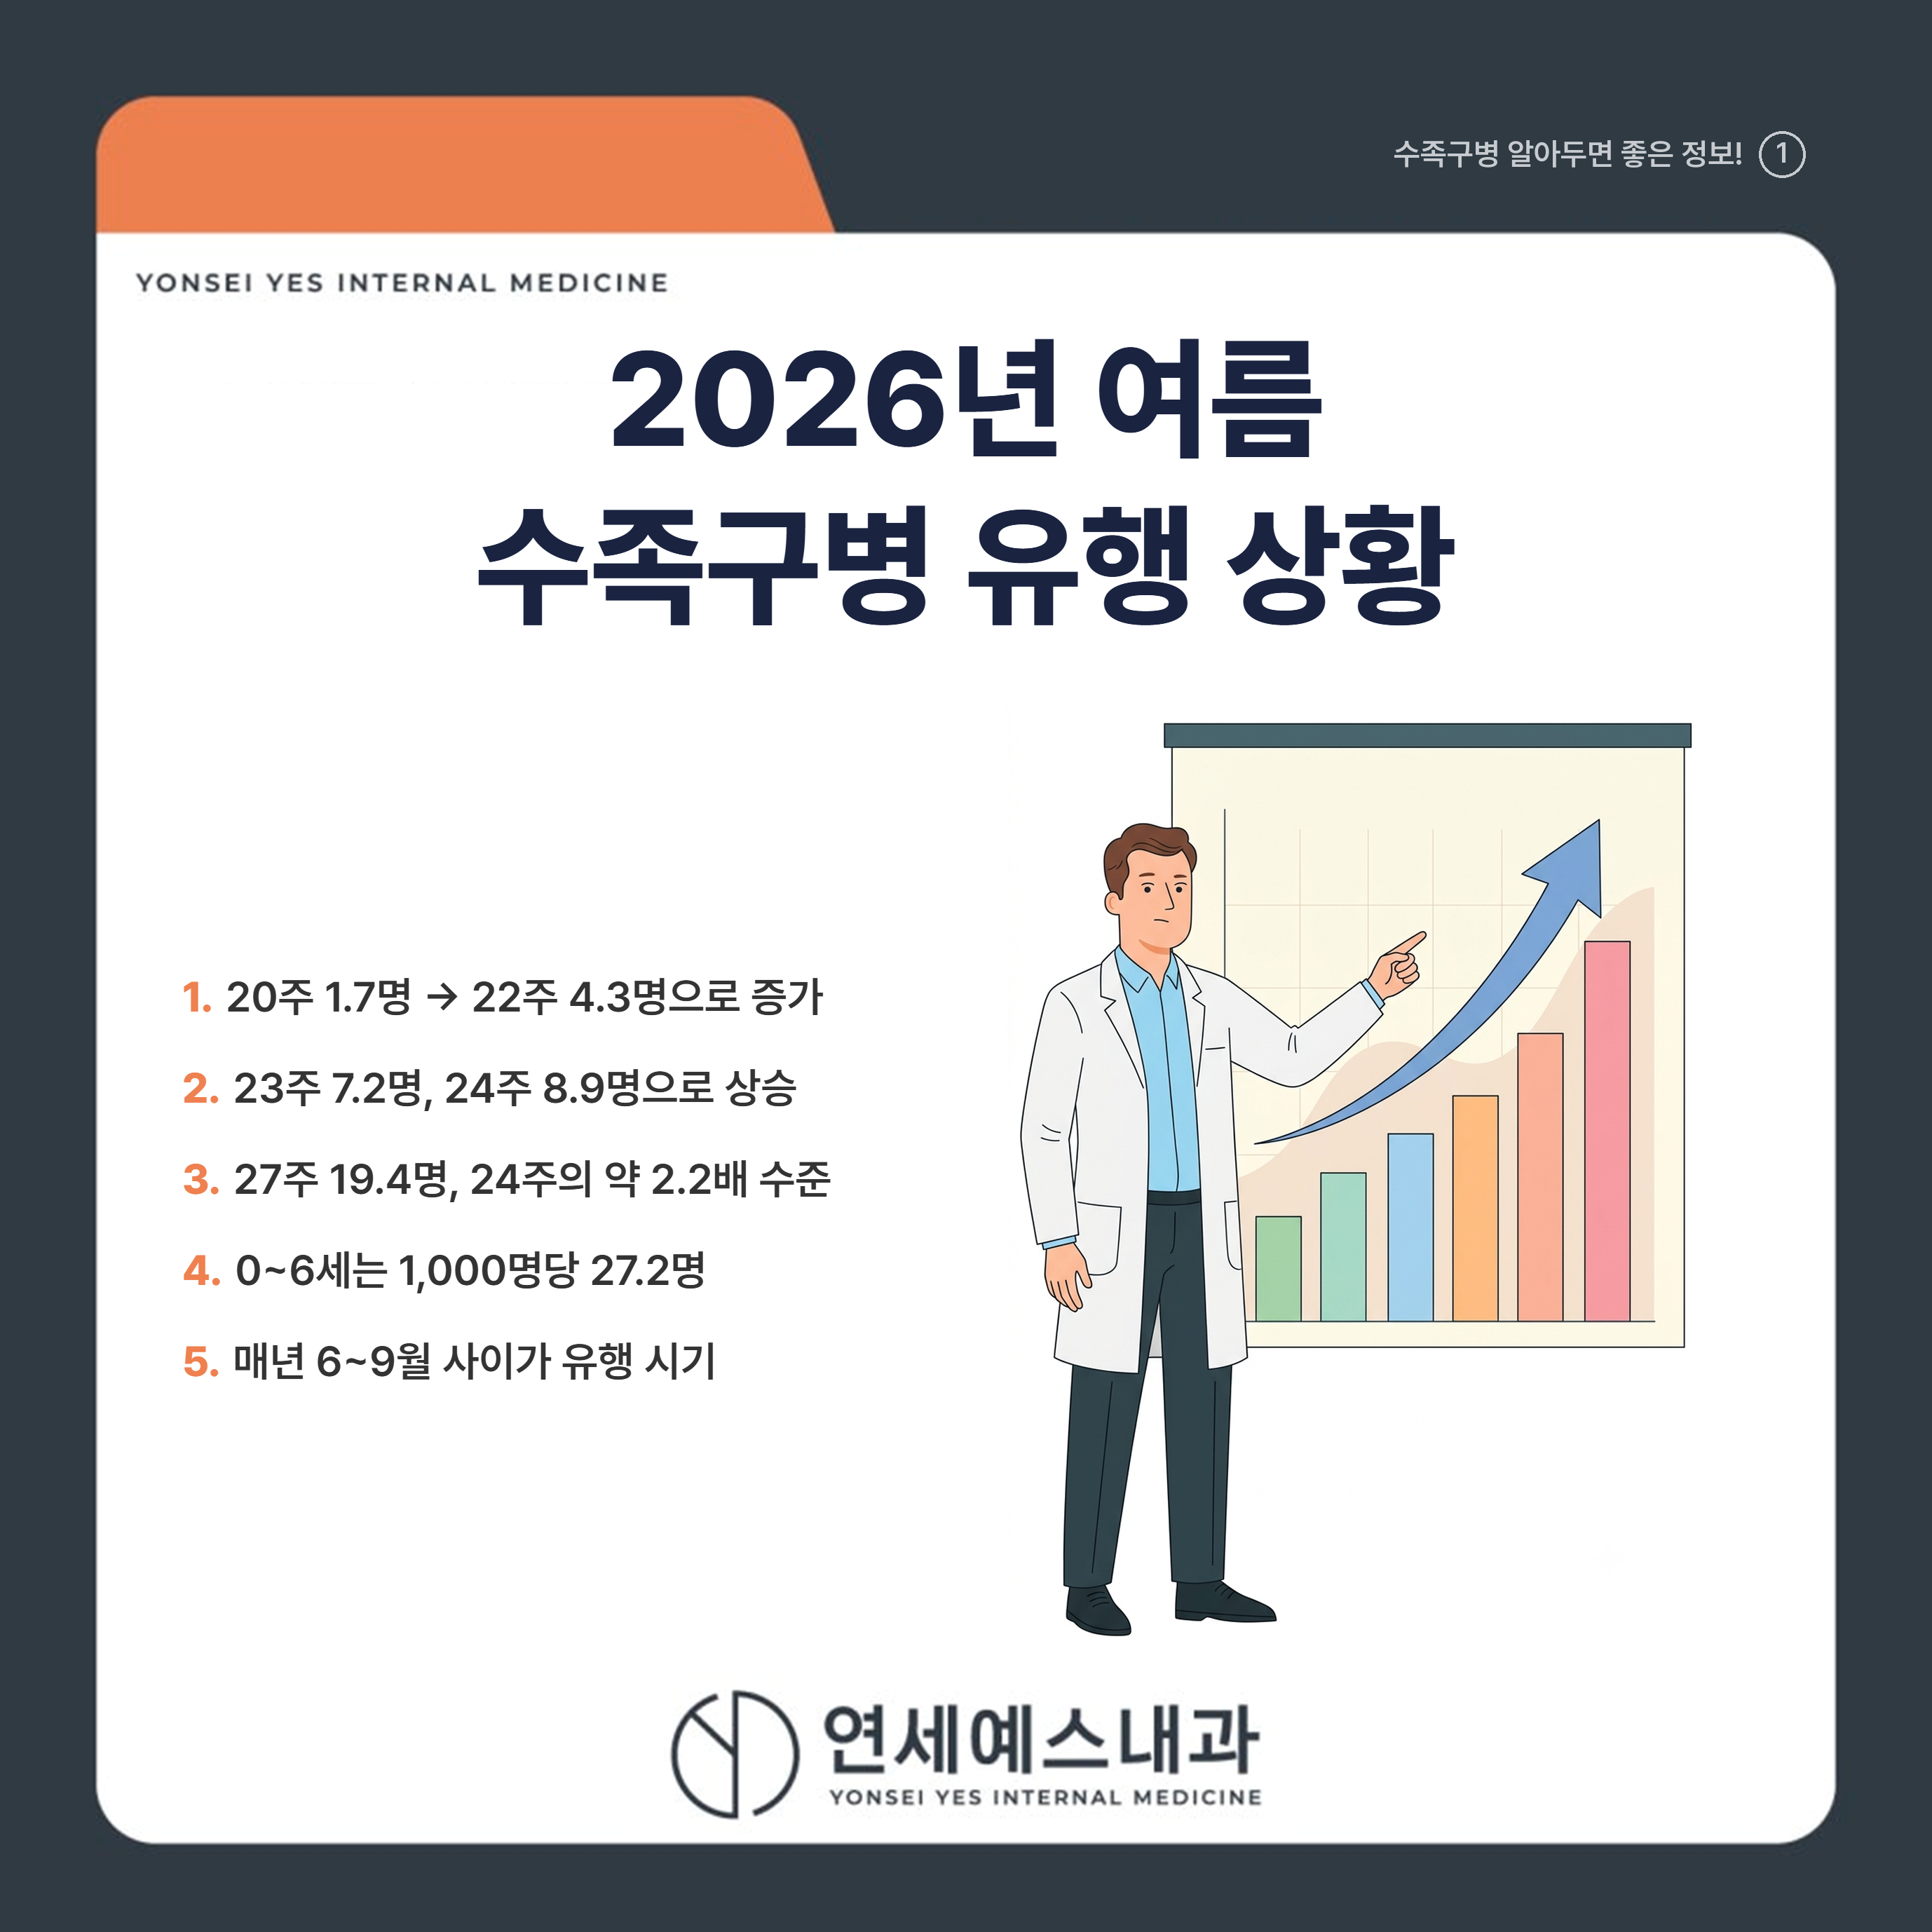 수족구병 알아두면 좋은 정보! 1
YONSEI YES INTERNAL MEDICINE
2026년 여름
수족구병 유행 상황
1. 20주 1.7명 → 22주 4.3명으로 증가
2. 23주 7.2명, 24주 8.9명으로 상승
3. 27주 19.4명, 24주의 약 2.2배 수준
4. 0~6세는 1,000명당 27.2명
5. 매년 6~9월 사이가 유행 시기
연세예스내과
YONSEI YES INTERNAL MEDICINE